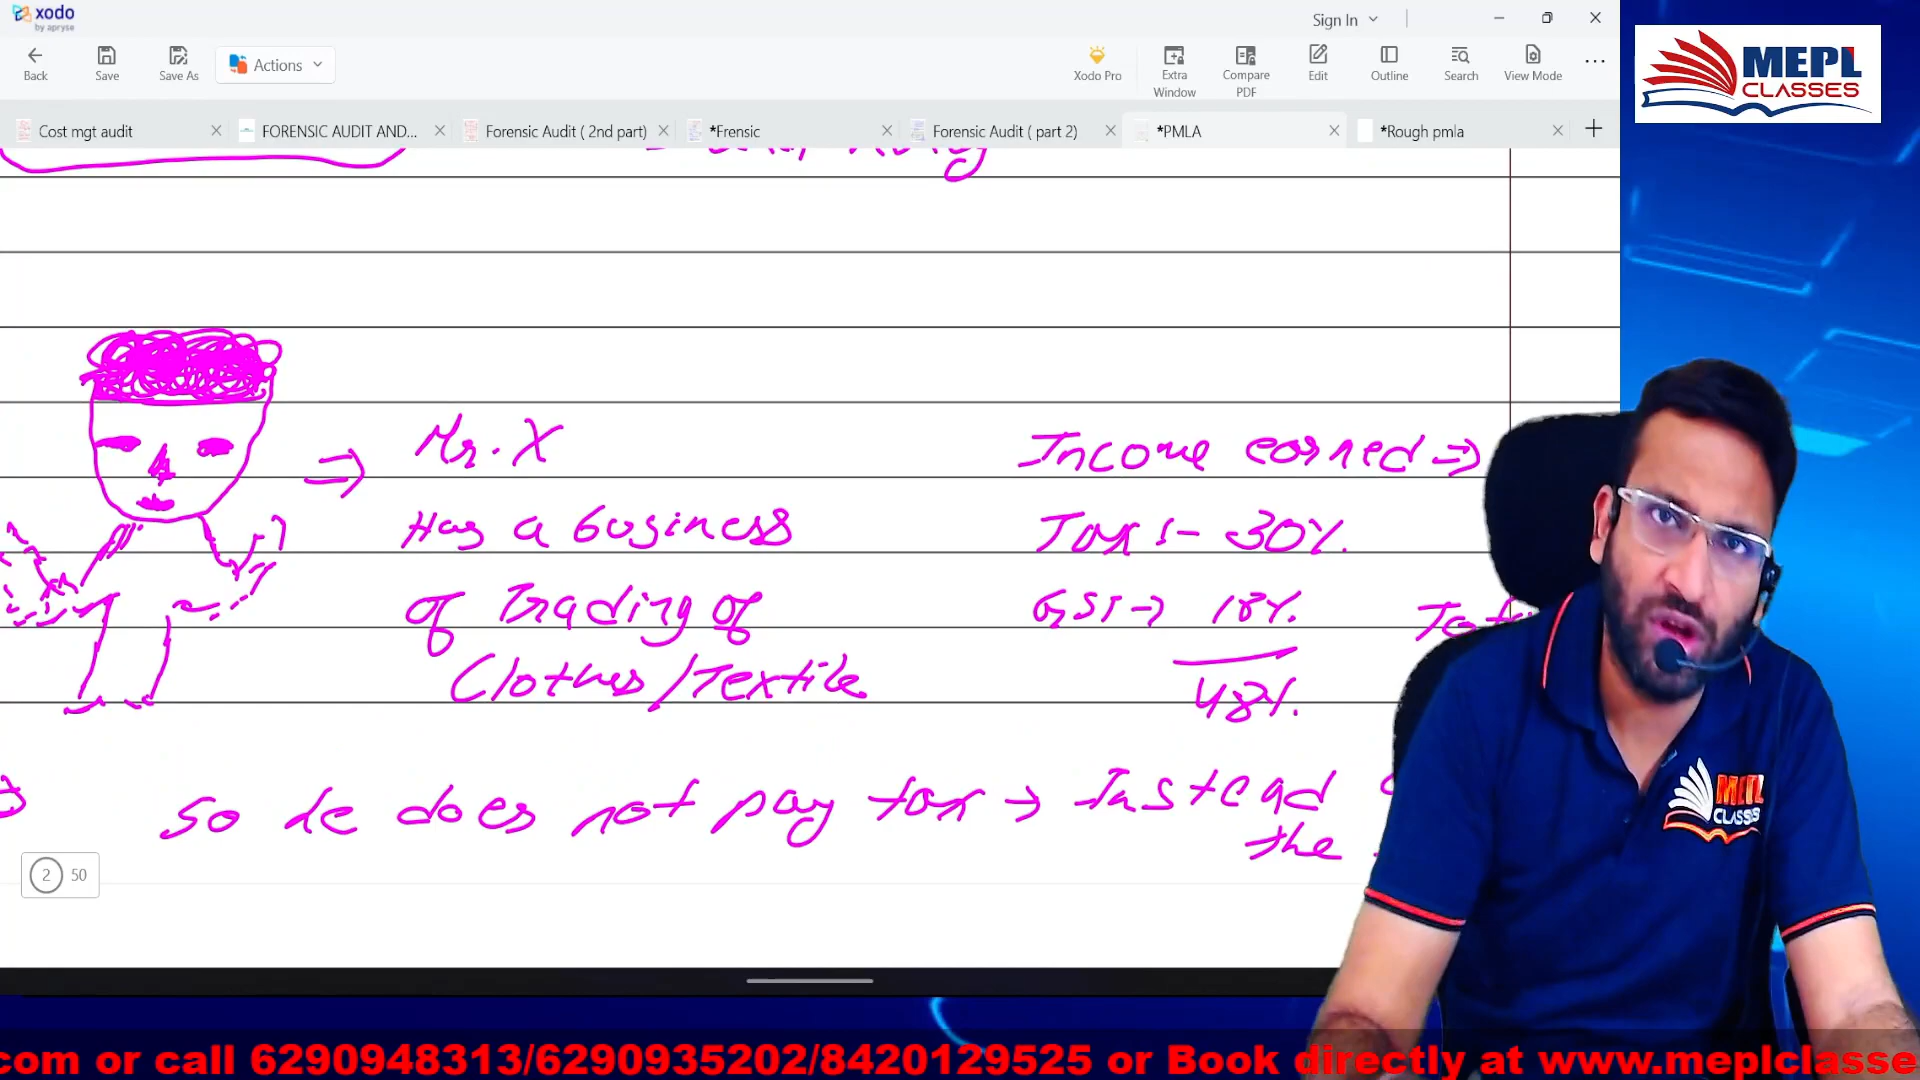 xodo
by apryse
Sign In
Back
Save
Save As
Actions
Xodo Pro
Extra Window
Compare PDF
Edit
Outline
Search
View Mode
MEPL
CLASSES
Cost mgt audit
FORENSIC AUDIT AND...
Forensic Audit ( 2nd part)
*Frensic
Forensic Audit ( part 2)
*PMLA
*Rough pmla
Mr. X
Income earned →
Has a business
Tax :- 30%.
of Trading of
GST → 18%.
Clothes/Textile
48%.
So he does not pay tax → Instead
the
2 50
MEPL
CLASSES
com or call 6290948313/6290935202/8420129525 or Book directly at www.meplclasse